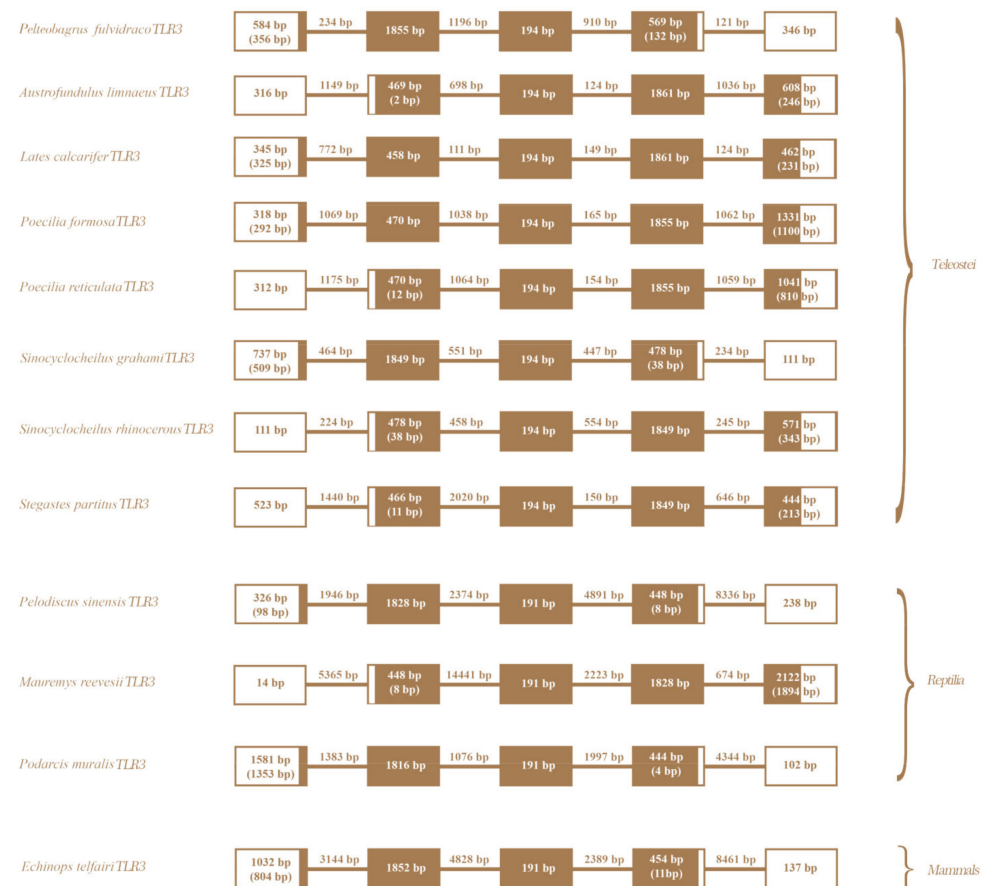 Pelteobagrus fulvidraco TLR3
584 bp
(356 bp)
234 bp
1855 bp
1196 bp
194 bp
910 bp
569 bp
(132 bp)
121 bp
346 bp
Austrofundulus limnaeus TLR3
316 bp
1149 bp
469 bp
(2 bp)
698 bp
194 bp
124 bp
1861 bp
1036 bp
608 bp
(246 bp)
Lates calcarifer TLR3
345 bp
(325 bp)
772 bp
458 bp
111 bp
194 bp
149 bp
1861 bp
124 bp
462 bp
(231 bp)
Poecilia formosa TLR3
318 bp
(292 bp)
1069 bp
470 bp
1038 bp
194 bp
165 bp
1855 bp
1062 bp
1331 bp
(1100 bp)
Poecilia reticulata TLR3
312 bp
1175 bp
470 bp
(12 bp)
1064 bp
194 bp
154 bp
1855 bp
1059 bp
1041 bp
(810 bp)
Teleostei
Sinocyclocheilus grahami TLR3
737 bp
(509 bp)
464 bp
1849 bp
551 bp
194 bp
447 bp
478 bp
(38 bp)
234 bp
111 bp
Sinocyclocheilus rhinocerous TLR3
111 bp
224 bp
478 bp
(38 bp)
458 bp
194 bp
554 bp
1849 bp
245 bp
571 bp
(343 bp)
Stegastes partitus TLR3
523 bp
1440 bp
466 bp
(11 bp)
2020 bp
194 bp
150 bp
1849 bp
646 bp
444 bp
(213 bp)
Pelodiscus sinensis TLR3
326 bp
(98 bp)
1946 bp
1828 bp
2374 bp
191 bp
4891 bp
448 bp
(8 bp)
8336 bp
238 bp
Mauremys reevesii TLR3
14 bp
5365 bp
448 bp
(8 bp)
14441 bp
191 bp
2223 bp
1828 bp
674 bp
2122 bp
(1894 bp)
Reptilia
Podarcis muralis TLR3
1581 bp
(1353 bp)
1383 bp
1816 bp
1076 bp
191 bp
1997 bp
444 bp
(4 bp)
4344 bp
102 bp
Echinops telfairi TLR3
1032 bp
(804 bp)
3144 bp
1852 bp
4828 bp
191 bp
2389 bp
454 bp
(11bp)
8461 bp
137 bp
Mammals